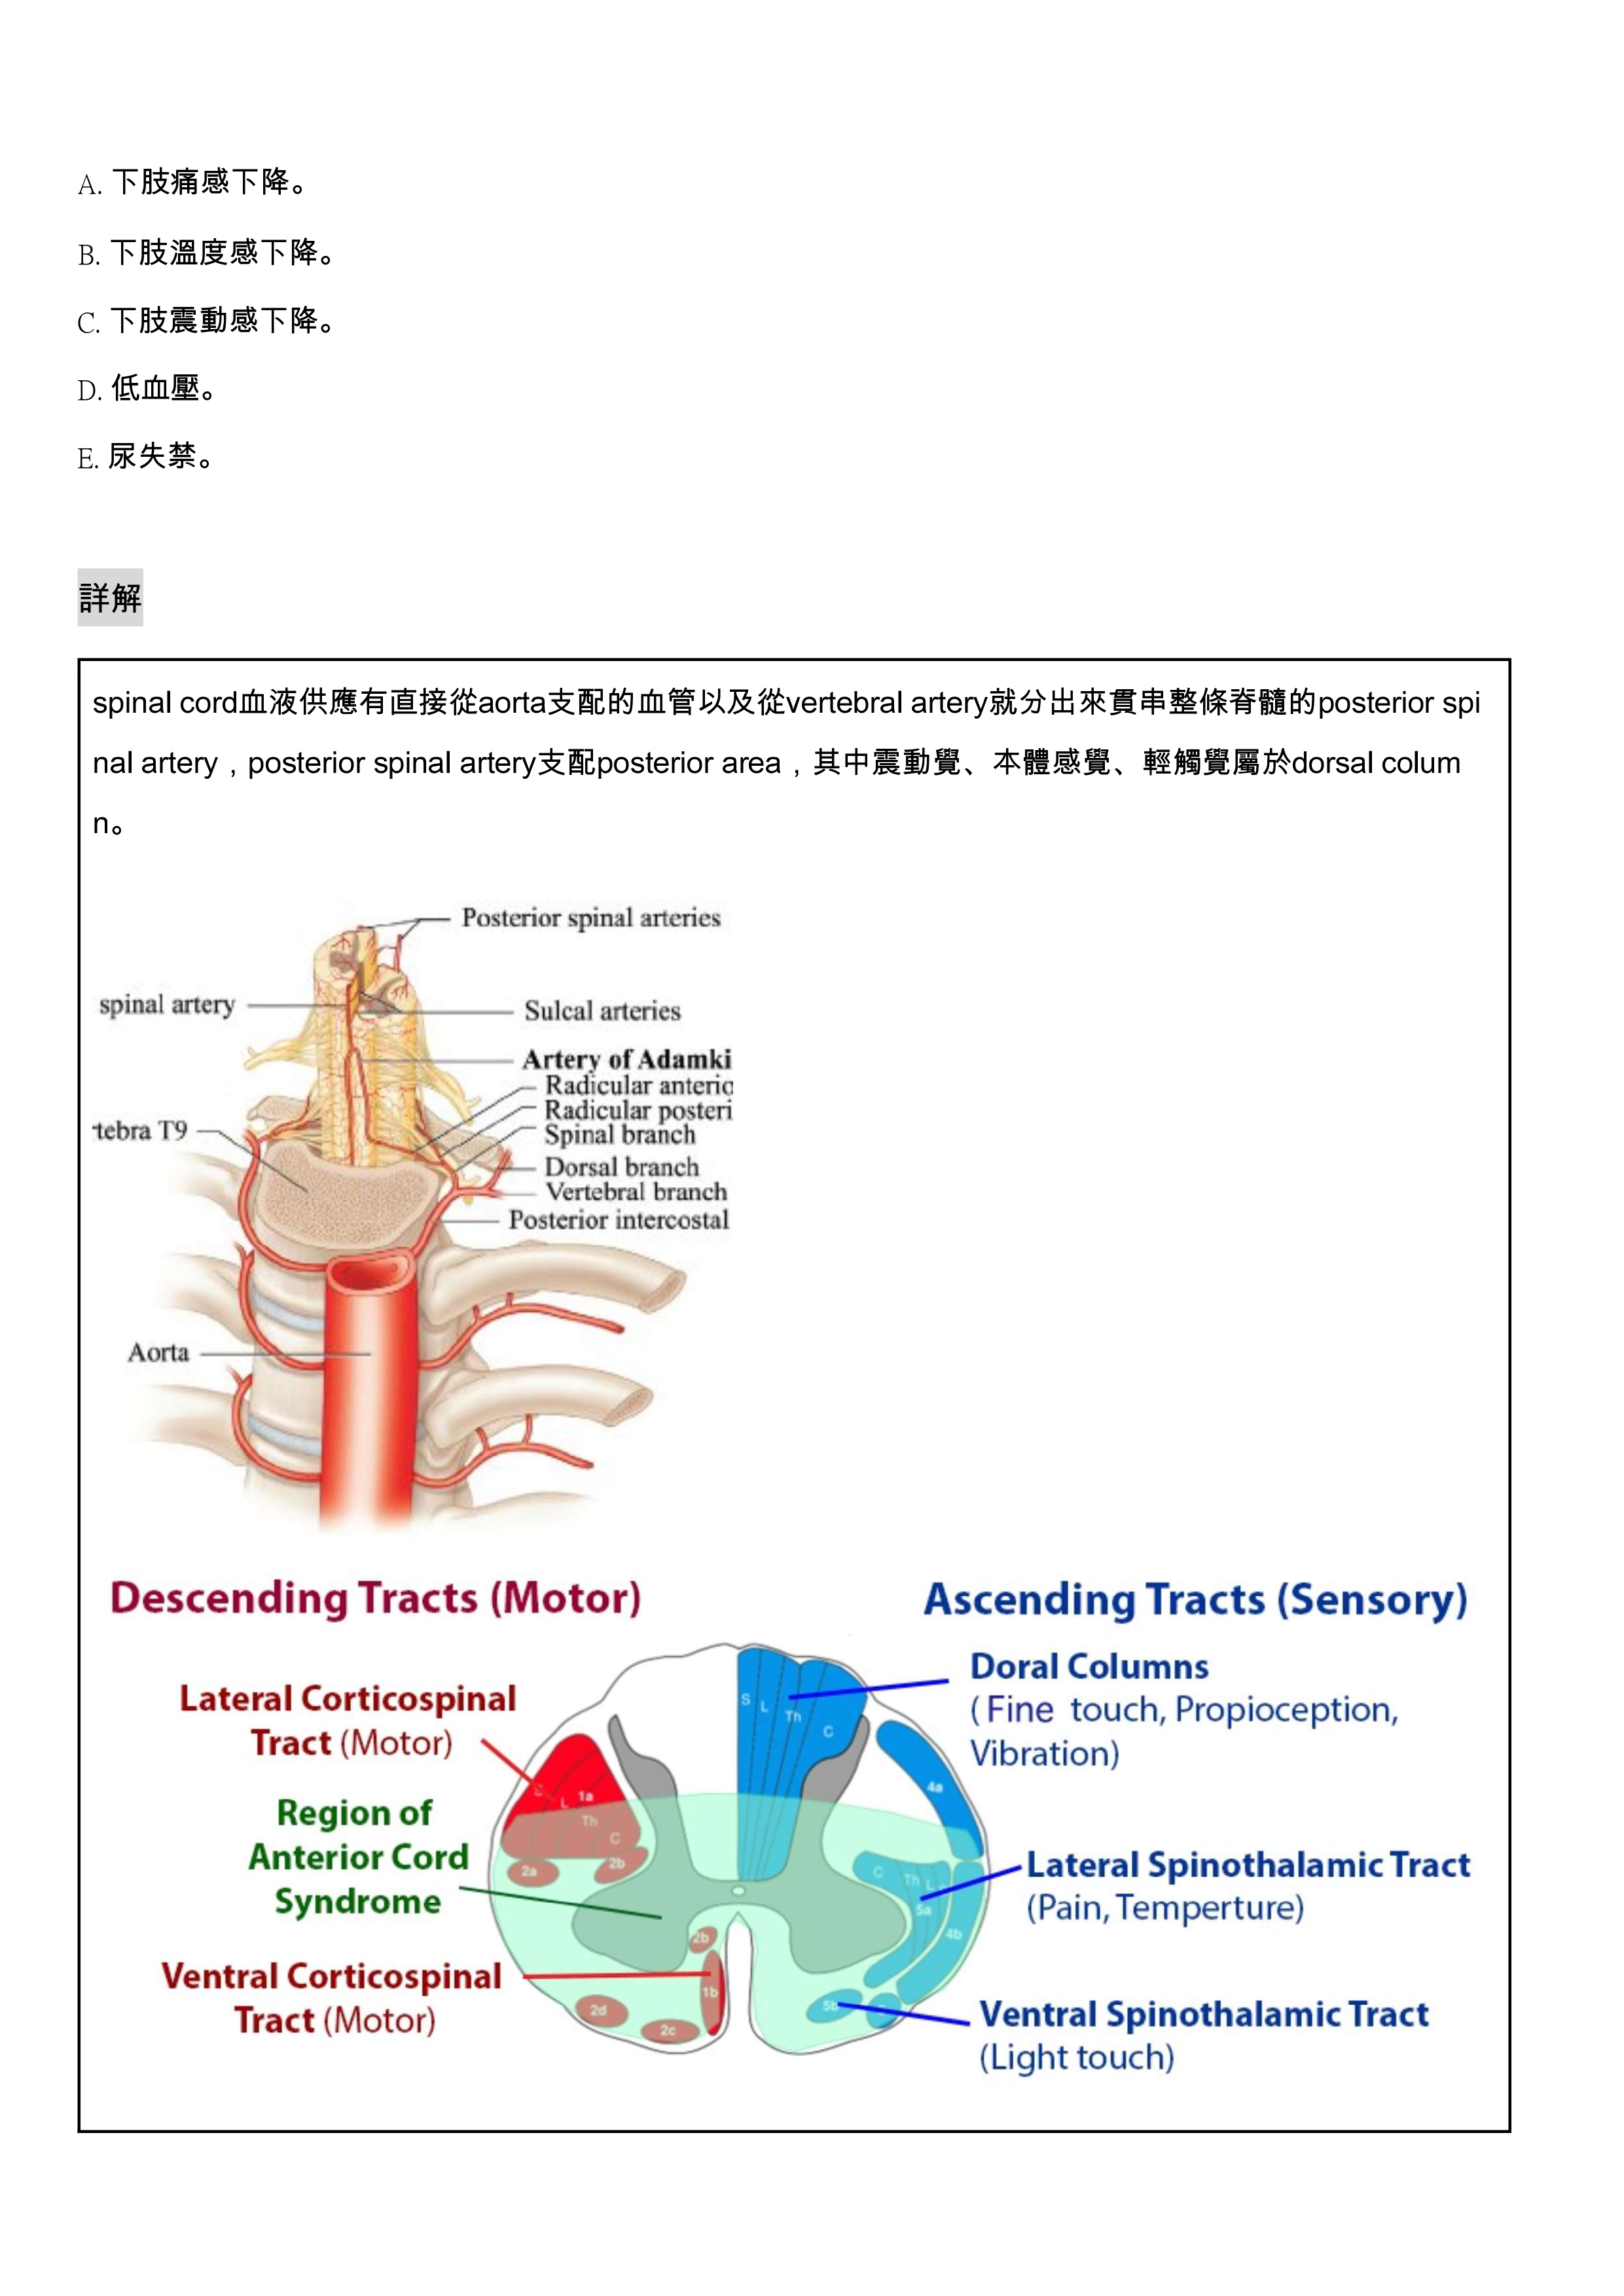 A. 下肢痛感下降。
B. 下肢溫度感下降。
C. 下肢震動感下降。
D. 低血壓。
E. 尿失禁。
詳解
spinal cord血液供應有直接從aorta支配的血管以及從vertebral artery就分出來貫串整條脊髓的posterior spi
nal artery，posterior spinal artery支配posterior area，其中震動覺、本體感覺、輕觸覺屬於dorsal colum
n。
Posterior spinal arteries
spinal artery
Sulcal arteries
Artery of Adamki
Radicular anterio
Radicular posteri
tebra T9
Spinal branch
Dorsal branch
Vertebral branch
Posterior intercostal
Aorta
Descending Tracts (Motor)
Ascending Tracts (Sensory)
Doral Columns
( Fine touch, Propioception,
Vibration)
Lateral Corticospinal
Tract (Motor)
Region of
Anterior Cord
Syndrome
Lateral Spinothalamic Tract
(Pain, Temperture)
Ventral Corticospinal
Tract (Motor)
Ventral Spinothalamic Tract
(Light touch)
S L Th C
4a
L 1a
Th
C
2a 2b
C Th L
5a
4b
2b
1b
2d
2c
5b